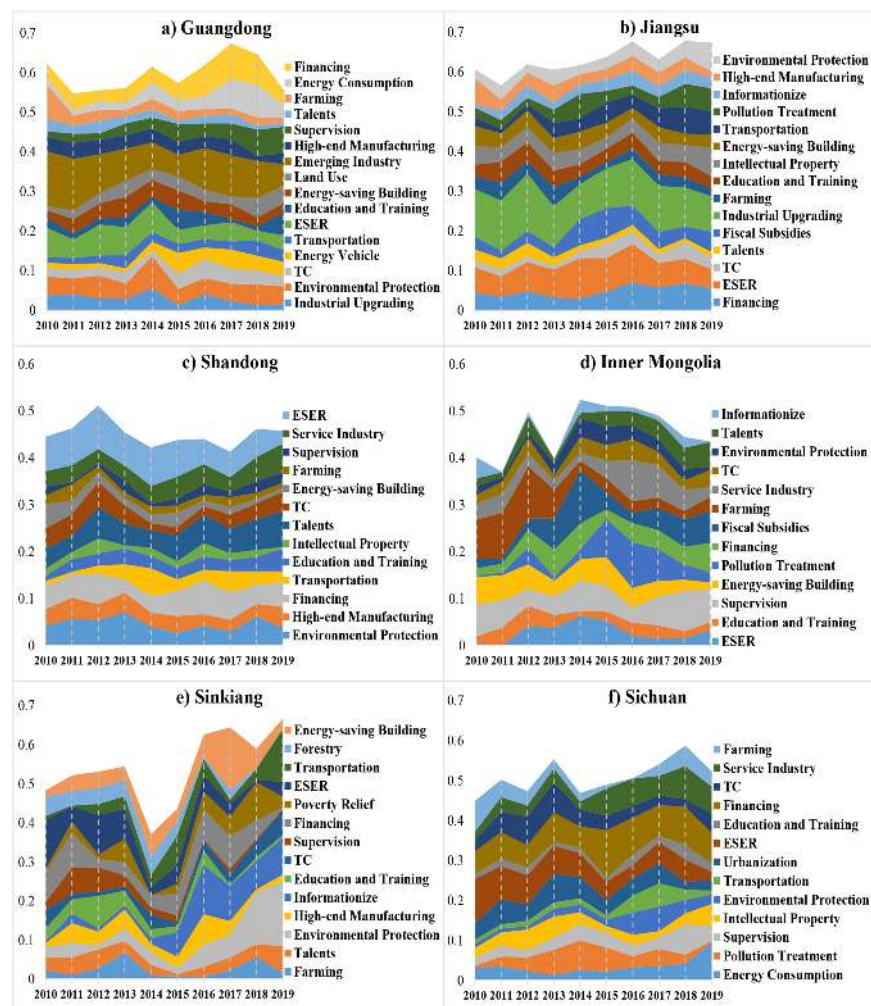 a) Guangdong
0.7
0.6
0.5
0.4
0.3
0.2
0.1
0
2010 2011 2012 2013 2014 2015 2016 2017 2018 2019
Financing
Energy Consumption
Farming
Talents
Supervision
High-end Manufacturing
Emerging Industry
Land Use
Energy-saving Building
Education and Training
ESER
Transportation
Energy Vehicle
TC
Environmental Protection
Industrial Upgrading
b) Jiangsu
0.7
0.6
0.5
0.4
0.3
0.2
0.1
0
2010 2011 2012 2013 2014 2015 2016 2017 2018 2019
Environmental Protection
High-end Manufacturing
Informationize
Pollution Treatment
Transportation
Energy-saving Building
Intellectual Property
Education and Training
Farming
Industrial Upgrading
Fiscal Subsidies
Talents
TC
ESER
Financing
c) Shandong
0.6
0.5
0.4
0.3
0.2
0.1
0
2010 2011 2012 2013 2014 2015 2016 2017 2018 2019
ESER
Service Industry
Supervision
Farming
Energy-saving Building
TC
Talents
Intellectual Property
Education and Training
Transportation
Financing
High-end Manufacturing
Environmental Protection
d) Inner Mongolia
0.6
0.5
0.4
0.3
0.2
0.1
0
2010 2011 2012 2013 2014 2015 2016 2017 2018 2019
Informationize
Talents
Environmental Protection
TC
Service Industry
Farming
Fiscal Subsidies
Financing
Pollution Treatment
Energy-saving Building
Supervision
Education and Training
ESER
e) Sinkiang
0.7
0.6
0.5
0.4
0.3
0.2
0.1
0
2010 2011 2012 2013 2014 2015 2016 2017 2018 2019
Energy-saving Building
Forestry
Transportation
ESER
Poverty Relief
Financing
Supervision
TC
Education and Training
Informationize
High-end Manufacturing
Environmental Protection
Talents
Farming
f) Sichuan
0.7
0.6
0.5
0.4
0.3
0.2
0.1
0
2010 2011 2012 2013 2014 2015 2016 2017 2018 2019
Farming
Service Industry
TC
Financing
Education and Training
ESER
Urbanization
Transportation
Environmental Protection
Intellectual Property
Supervision
Pollution Treatment
Energy Consumption